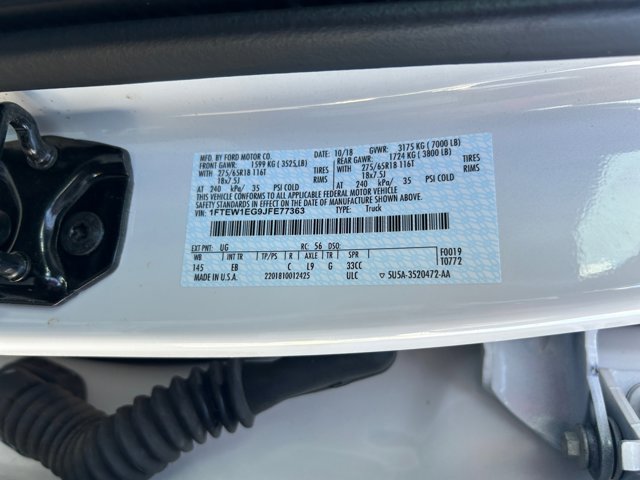 MFD. BY FORD MOTOR CO. 10/18 GVWR: 3175 KG ( 7000 LB)
FRONT GAWR: 1599 KG ( 3525 LB) REAR GAWR: 1724 KG ( 3800 LB)
WITH 275/65R18 116T TIRES WITH 275/65R18 116T TIRES
18x7.5J RIMS 18x7.5J RIMS
AT 240 kPa/ 35 PSI COLD AT 240 kPa/ 35 PSI COLD
THIS VEHICLE CONFORMS TO ALL APPLICABLE FEDERAL MOTOR VEHICLE
SAFETY STANDARDS IN EFFECT ON THE DATE OF MANUFACTURE SHOWN ABOVE.
VIN: 1FTEW1EG9JFE77363 TYPE: Truck
EXT PNT: UG RC: 56 DSO: F0019
WB INT TR TP/PS R AXLE TR SPR T0772
145 EB C L9 G 33CC
MADE IN U.S.A. 2201810012425 ULC ▽ 5U5A-3520472-AA